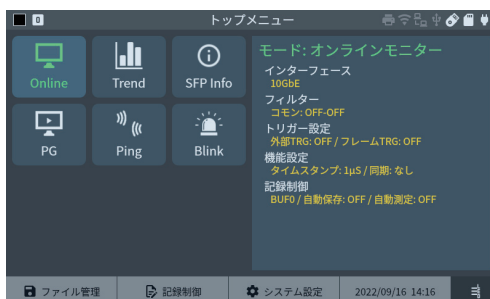 0
トップメニュー
Online
Trend
SFP Info
PG
Ping
Blink
モード: オンラインモニター
インターフェース
10GbE
フィルター
コモン: OFF-OFF
トリガー設定
外部TRG: OFF / フレームTRG: OFF
機能設定
タイムスタンプ: 1μS / 同期: なし
記録制御
BUF0 / 自動保存: OFF / 自動測定: OFF
ファイル管理
記録制御
システム設定
2022/09/16 14:16